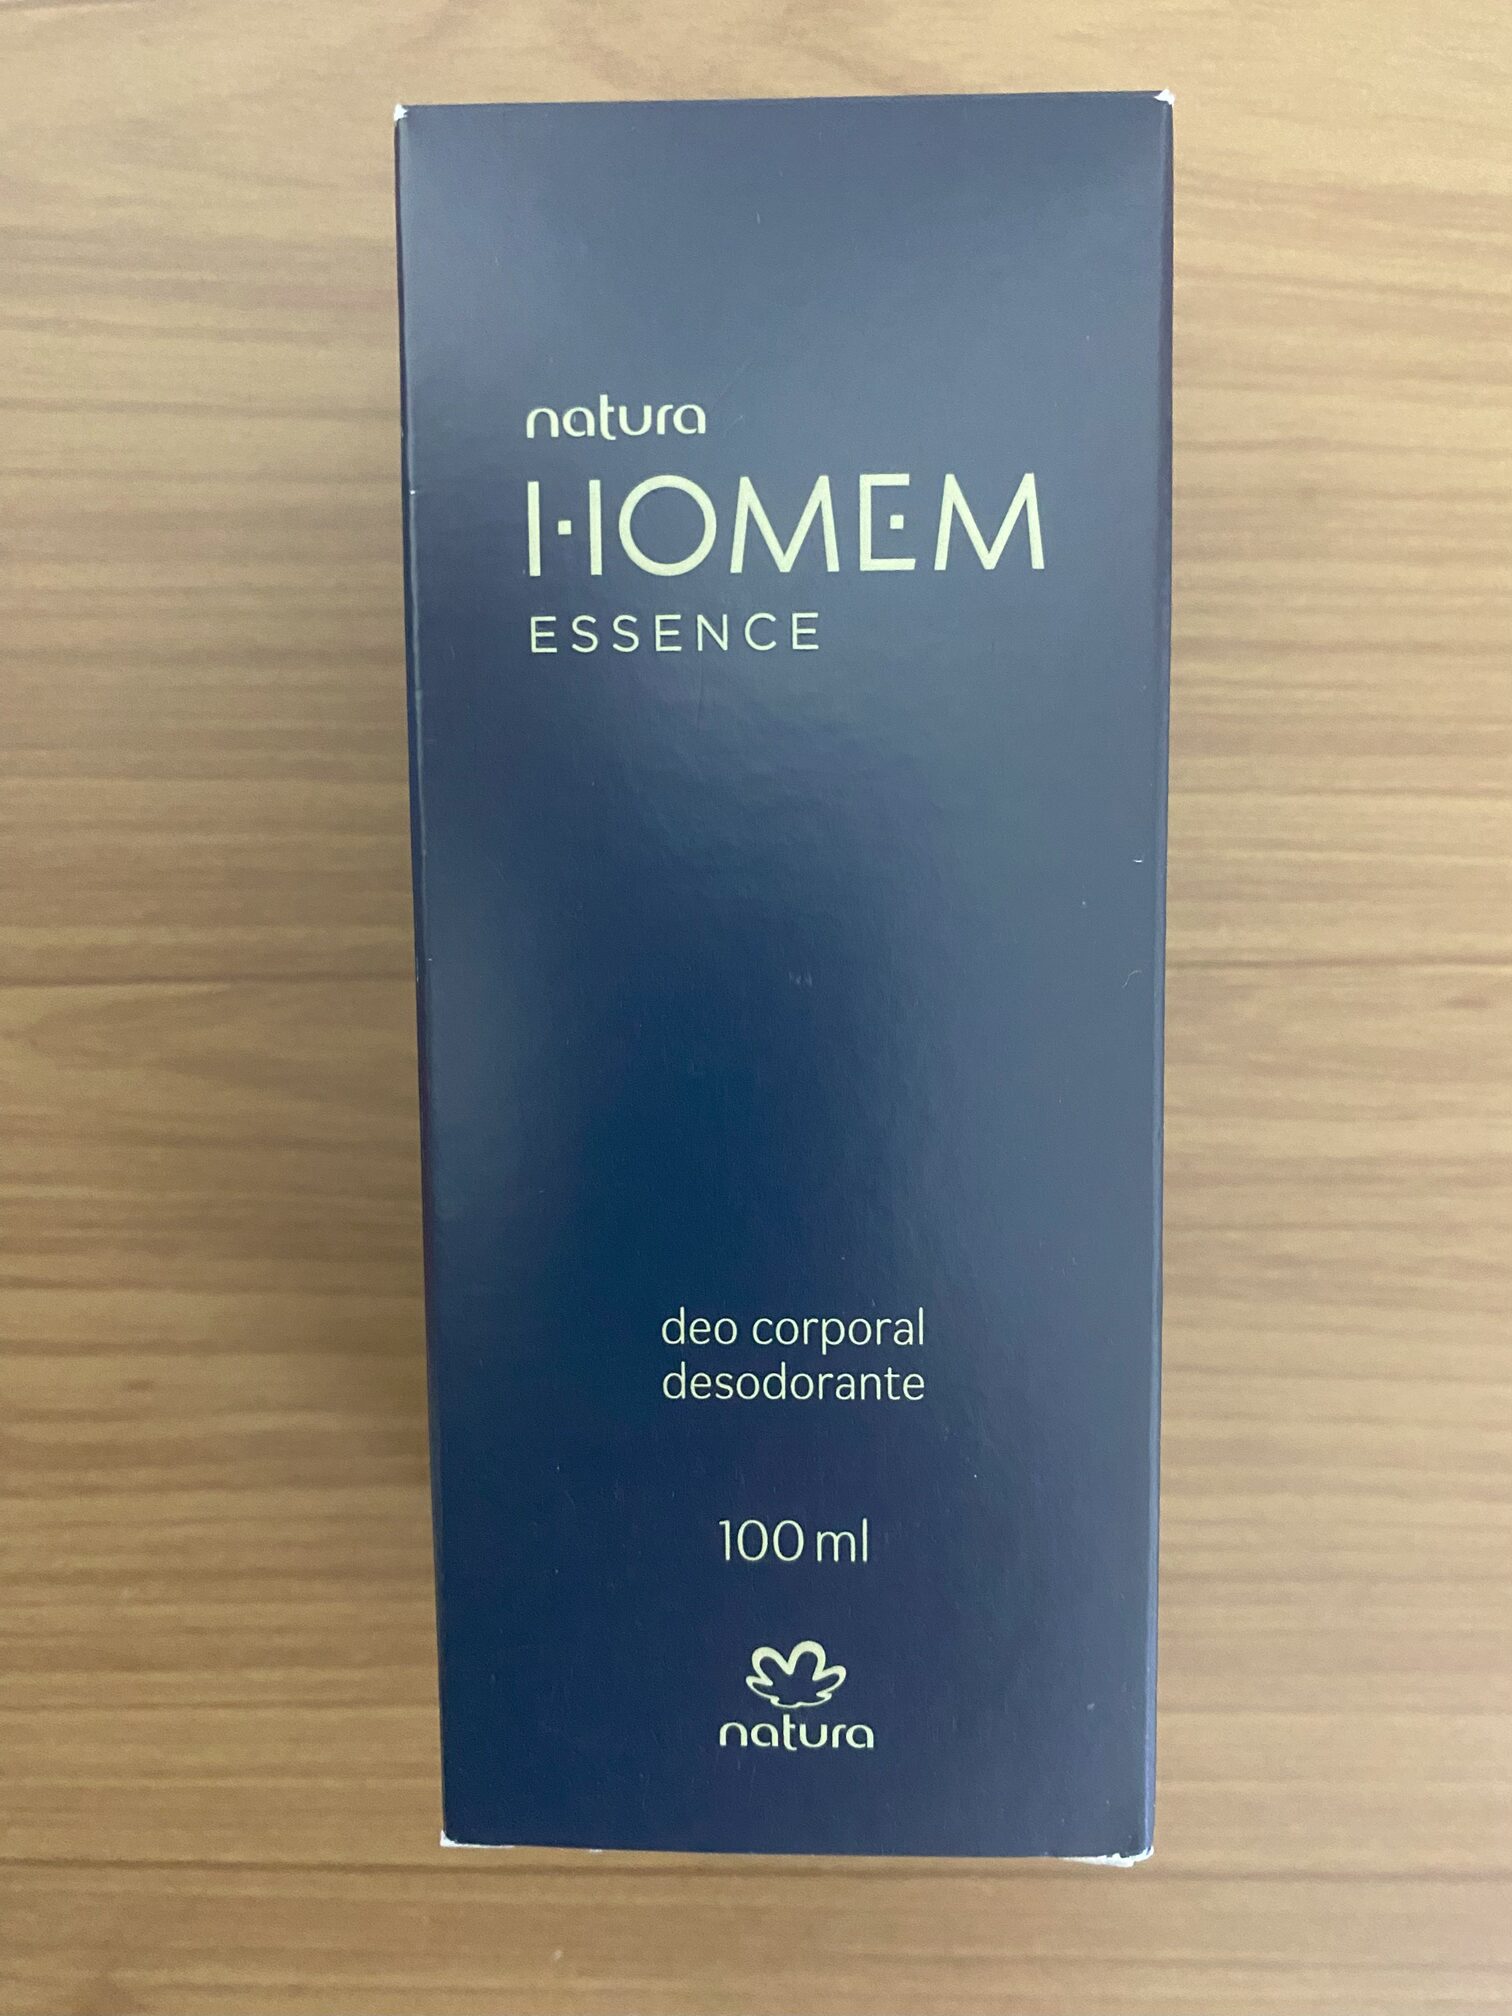 natura
HOMEM
ESSENCE
deo corporal
desodorante
100 ml
natura